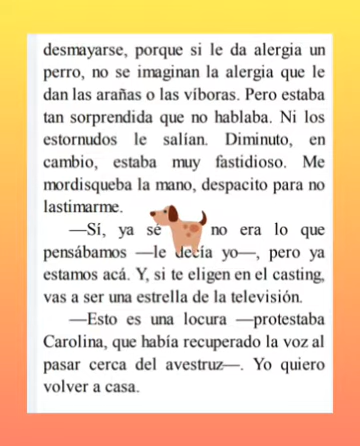 desmayarse, porque si le da alergia un
perro, no se imaginan la alergia que le
dan las arañas o las víboras. Pero estaba
tan sorprendida que no hablaba. Ni los
estornudos le salían. Diminuto, en
cambio, estaba muy fastidioso. Me
mordisqueba la mano, despacito para no
lastimarme.
—Sí, ya sé no era lo que
pensábamos —le decía yo—, pero ya
estamos acá. Y, si te eligen en el casting,
vas a ser una estrella de la televisión.
—Esto es una locura —protestaba
Carolina, que había recuperado la voz al
pasar cerca del avestruz—. Yo quiero
volver a casa.